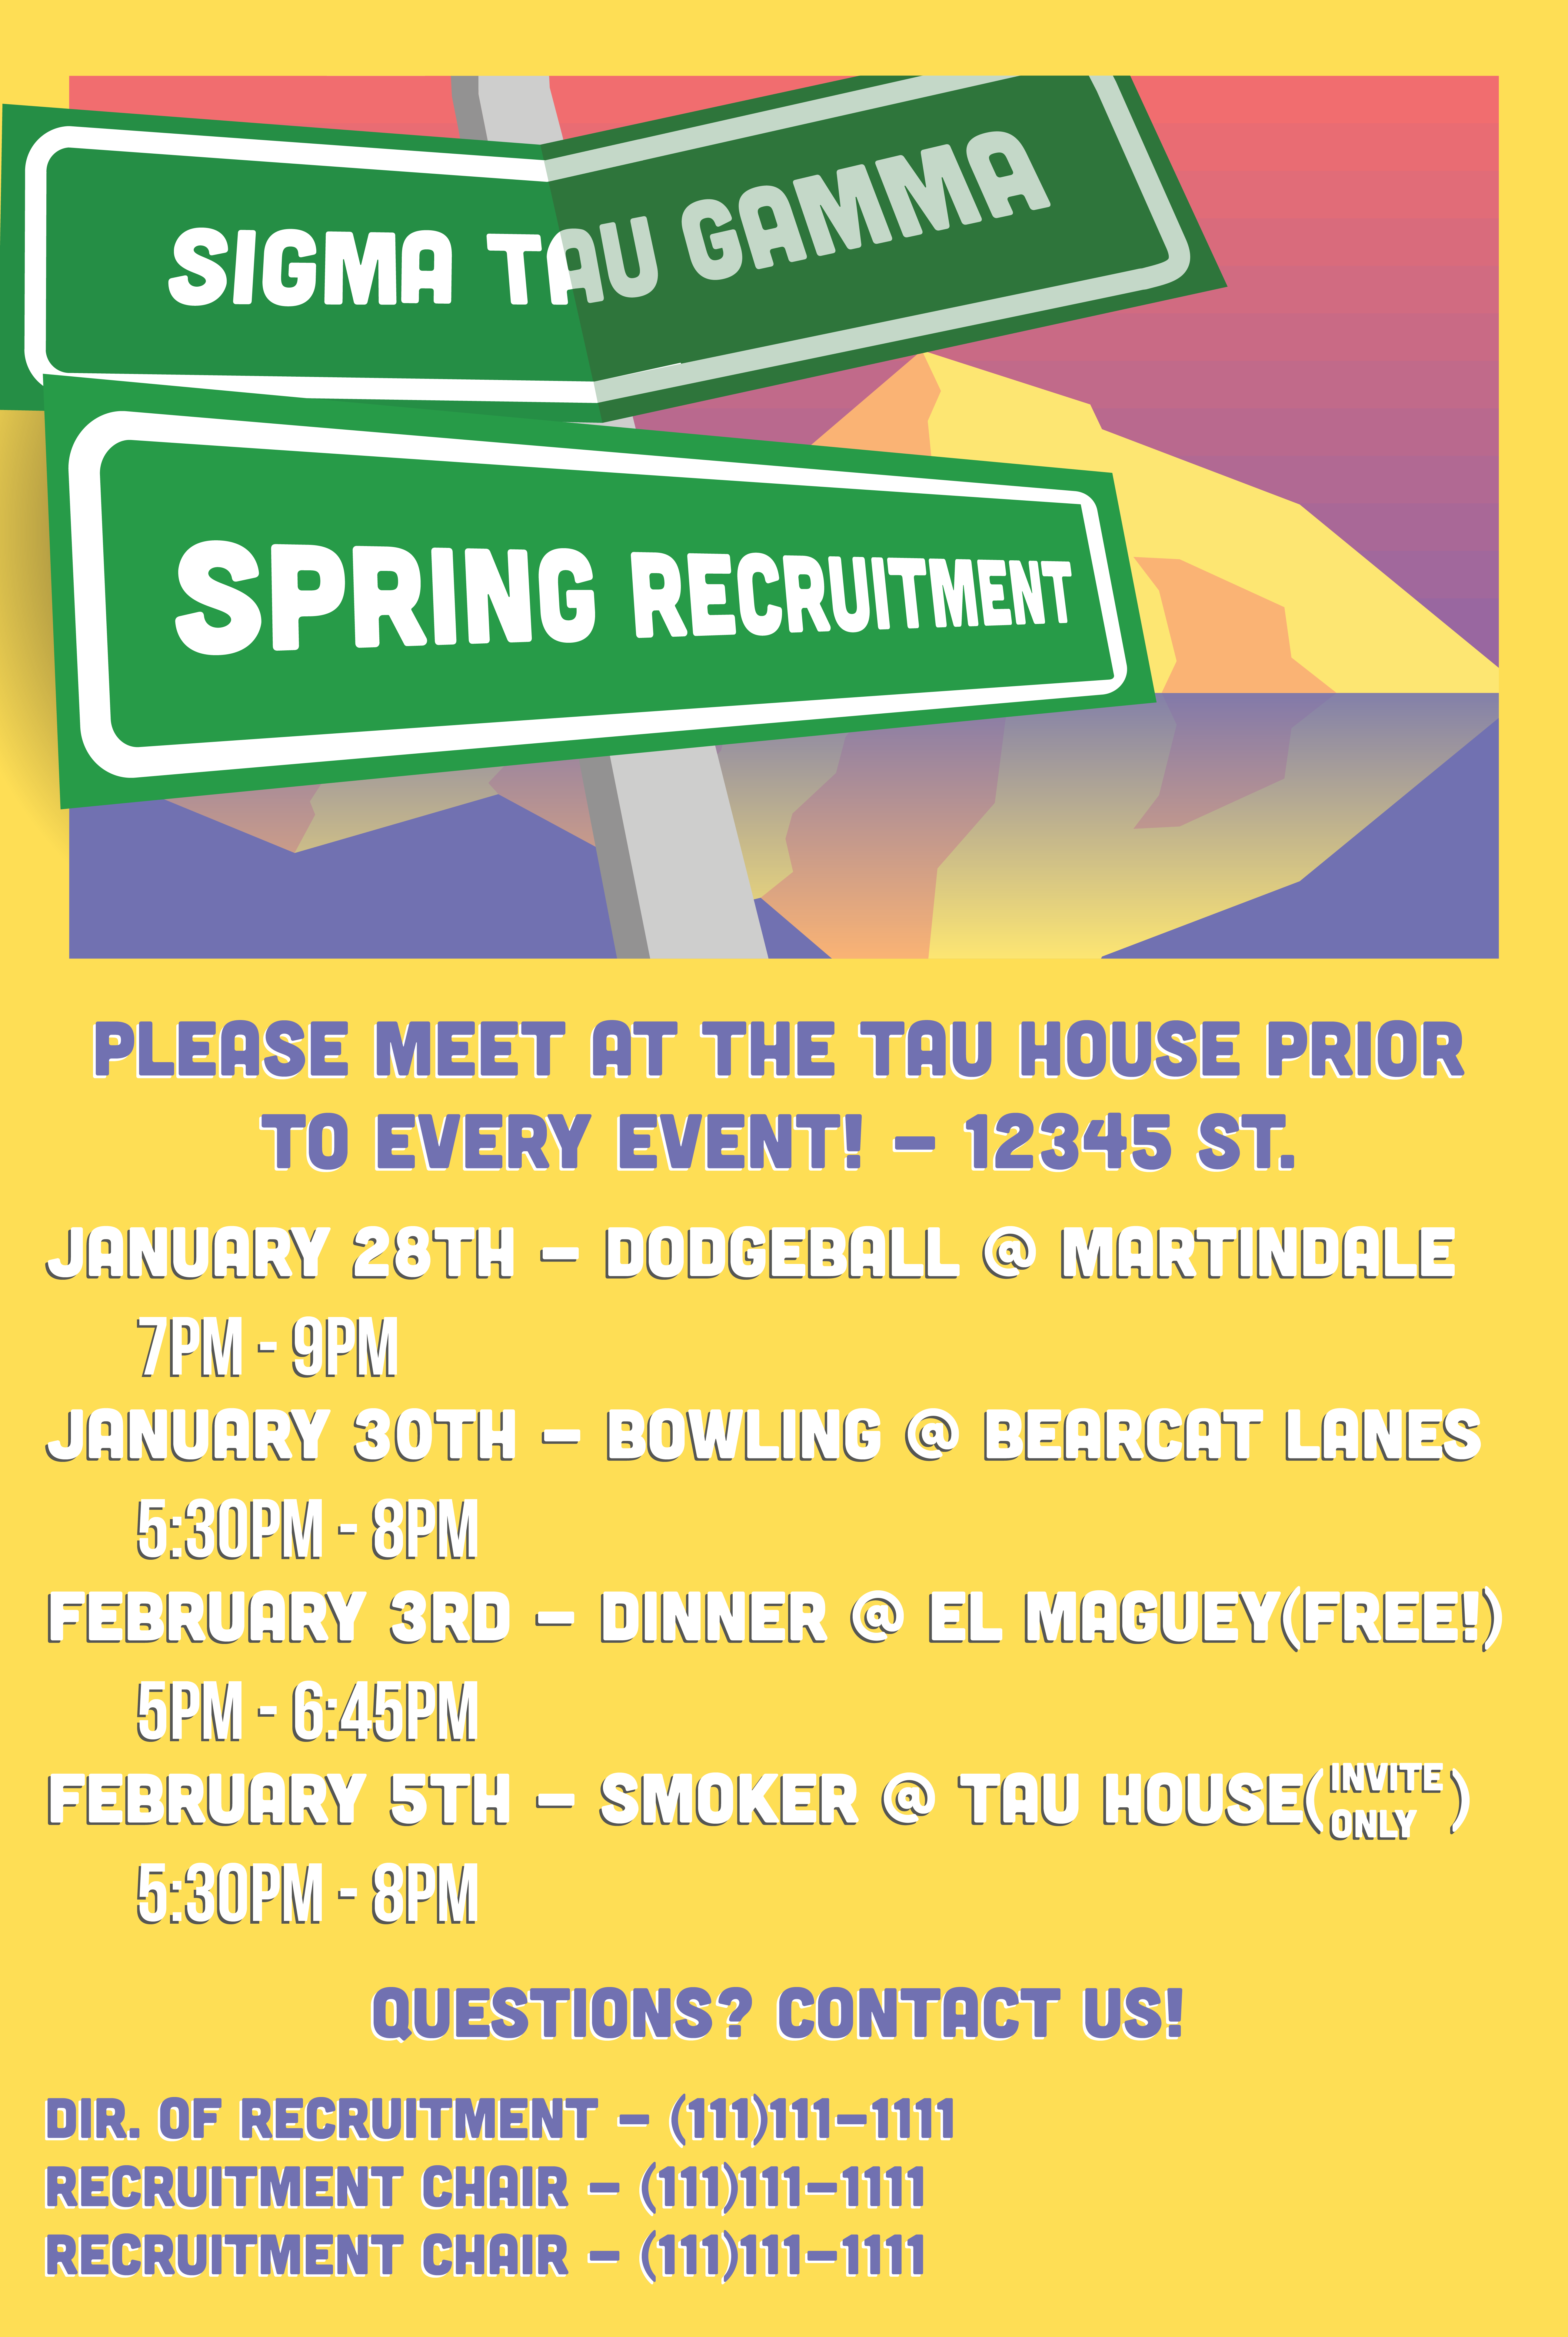 SIGMA TAU GAMMA
SPRING RECRUITMENT
PLEASE MEET AT THE TAU HOUSE PRIOR
TO EVERY EVENT! – 12345 ST.
JANUARY 28TH – DODGEBALL @ MARTINDALE
7PM - 9PM
JANUARY 30TH – BOWLING @ BEARCAT LANES
5:30PM - 8PM
FEBRUARY 3RD – DINNER @ EL MAGUEY(FREE!)
5PM - 6:45PM
FEBRUARY 5TH – SMOKER @ TAU HOUSE(INVITE ONLY)
5:30PM - 8PM
QUESTIONS? CONTACT US!
DIR. OF RECRUITMENT – (111)111–1111
RECRUITMENT CHAIR – (111)111–1111
RECRUITMENT CHAIR – (111)111–1111